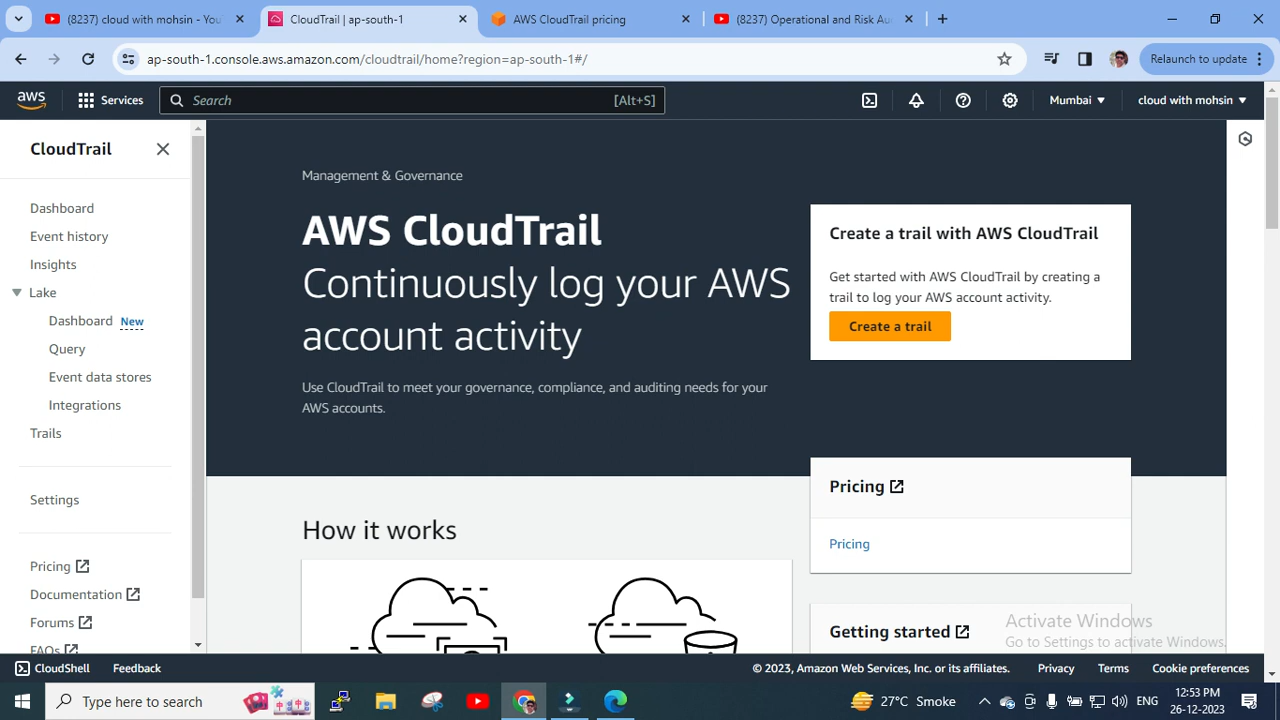 (8237) cloud with mohsin - You
CloudTrail | ap-south-1
AWS CloudTrail pricing
(8237) Operational and Risk Au
ap-south-1.console.aws.amazon.com/cloudtrail/home?region=ap-south-1#/
Relaunch to update
aws
Services
Search
[Alt+S]
Mumbai
cloud with mohsin
CloudTrail
Dashboard
Event history
Insights
Lake
Dashboard New
Query
Event data stores
Integrations
Trails
Settings
Pricing
Documentation
Forums
FAQs
Management & Governance
AWS CloudTrail
Continuously log your AWS
account activity
Use CloudTrail to meet your governance, compliance, and auditing needs for your
AWS accounts.
Create a trail with AWS CloudTrail
Get started with AWS CloudTrail by creating a
trail to log your AWS account activity.
Create a trail
How it works
Pricing
Pricing
Getting started
Activate Windows
Go to Settings to activate Windows.
CloudShell
Feedback
© 2023, Amazon Web Services, Inc. or its affiliates.
Privacy
Terms
Cookie preferences
Type here to search
27°C Smoke
ENG
12:53 PM
26-12-2023